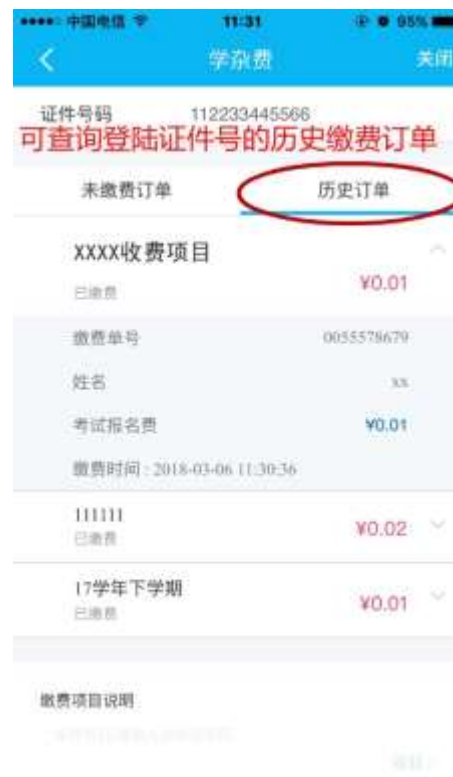 中国电信 11:31 95%
学杂费 关闭
证件号码 112233445566
可查询登陆证件号的历史缴费订单
未缴费订单 历史订单
XXXX收费项目
已缴费 ¥0.01
缴费单号 0055578679
姓名 xx
考试报名费 ¥0.01
缴费时间 : 2018-03-06 11:30:36
111111
已缴费 ¥0.02
17学年下学期
已缴费 ¥0.01
缴费项目说明